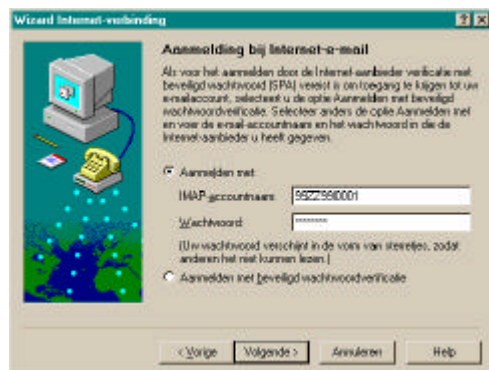 Wizard Internet-verbinding
Aanmelding bij Internet-e-mail
Als voor het aanmelden door de Internet-aanbieder verificatie met
beveiligd wachtwoord (SPA) vereist is om toegang te krijgen tot uw
e-mailaccount, selecteert u de optie Aanmelden met beveiligd
wachtwoordverificatie. Selecteer anders de optie Aanmelden met
en voer de e-mail-accountnaam en het wachtwoord in die de
Internet-aanbieder u heeft gegeven.
Aanmelden met:
IMAP-accountnaam:
Wachtwoord: ********
(Uw wachtwoord verschijnt in de vorm van sterretjes, zodat
anderen het niet kunnen lezen.)
Aanmelden met beveiligd wachtwoordverificatie
< Vorige Volgende > Annuleren Help